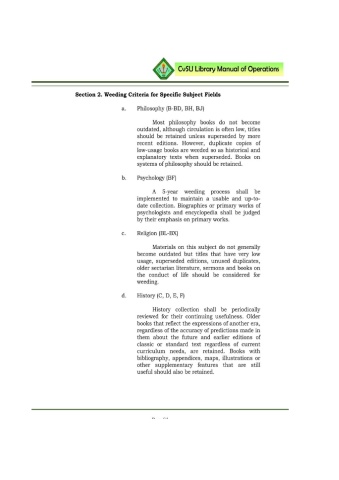 CvSU Library Manual of Operations
Section 2. Weeding Criteria for Specific Subject Fields
a. Philosophy (B-BD, BH, BJ)
Most philosophy books do not become
outdated, although circulation is often low, titles
should be retained unless superseded by more
recent editions. However, duplicate copies of
low-usage books are weeded so as historical and
explanatory texts when superseded. Books on
systems of philosophy should be retained.
b. Psychology (BF)
A 5-year weeding process shall be
implemented to maintain a usable and up-to-
date collection. Biographies or primary works of
psychologists and encyclopedia shall be judged
by their emphasis on primary works.
c. Religion (BL-BX)
Materials on this subject do not generally
become outdated but titles that have very low
usage, superseded editions, unused duplicates,
older sectarian literature, sermons and books on
the conduct of life should be considered for
weeding.
d. History (C, D, E, F)
History collection shall be periodically
reviewed for their continuing usefulness. Older
books that reflect the expressions of another era,
regardless of the accuracy of predictions made in
them about the future and earlier editions of
classic or standard text regardless of current
curriculum needs, are retained. Books with
bibliography, appendices, maps, illustrations or
other supplementary features that are still
useful should also be retained.